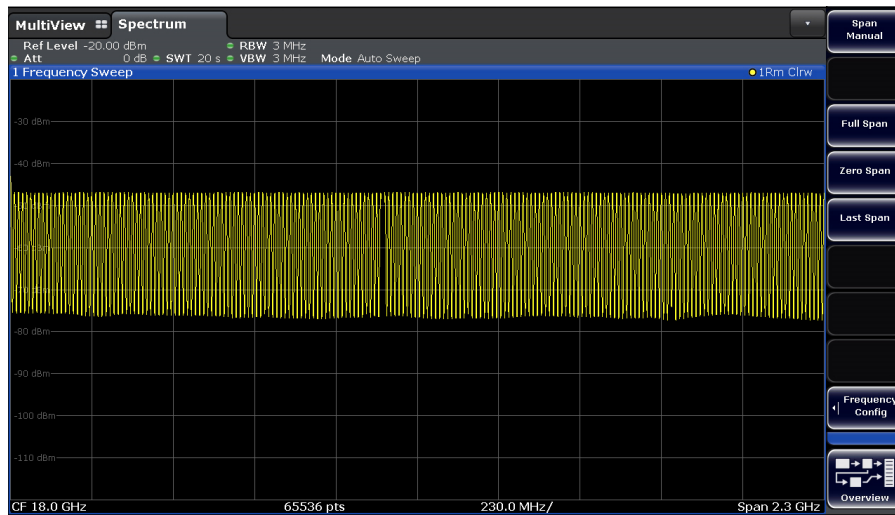 MultiView Spectrum
Ref Level -20.00 dBm RBW 3 MHz
Att 0 dB SWT 20 s VBW 3 MHz Mode Auto Sweep
1 Frequency Sweep 1Rm Clrw
-30 dBm
-40 dBm
-80 dBm
-90 dBm
-100 dBm
-110 dBm
CF 18.0 GHz 65536 pts 230.0 MHz/ Span 2.3 GHz
Span
Manual
Full Span
Zero Span
Last Span
Frequency
Config
Overview